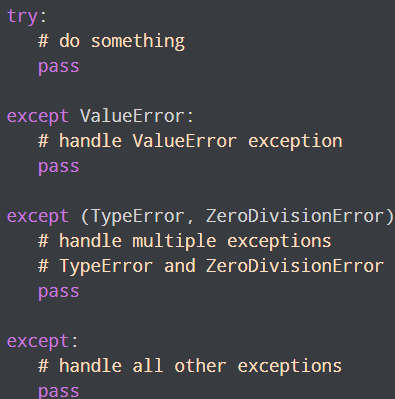 try:
   # do something
   pass

except ValueError:
   # handle ValueError exception
   pass

except (TypeError, ZeroDivisionError)
   # handle multiple exceptions
   # TypeError and ZeroDivisionError
   pass

except:
   # handle all other exceptions
   pass